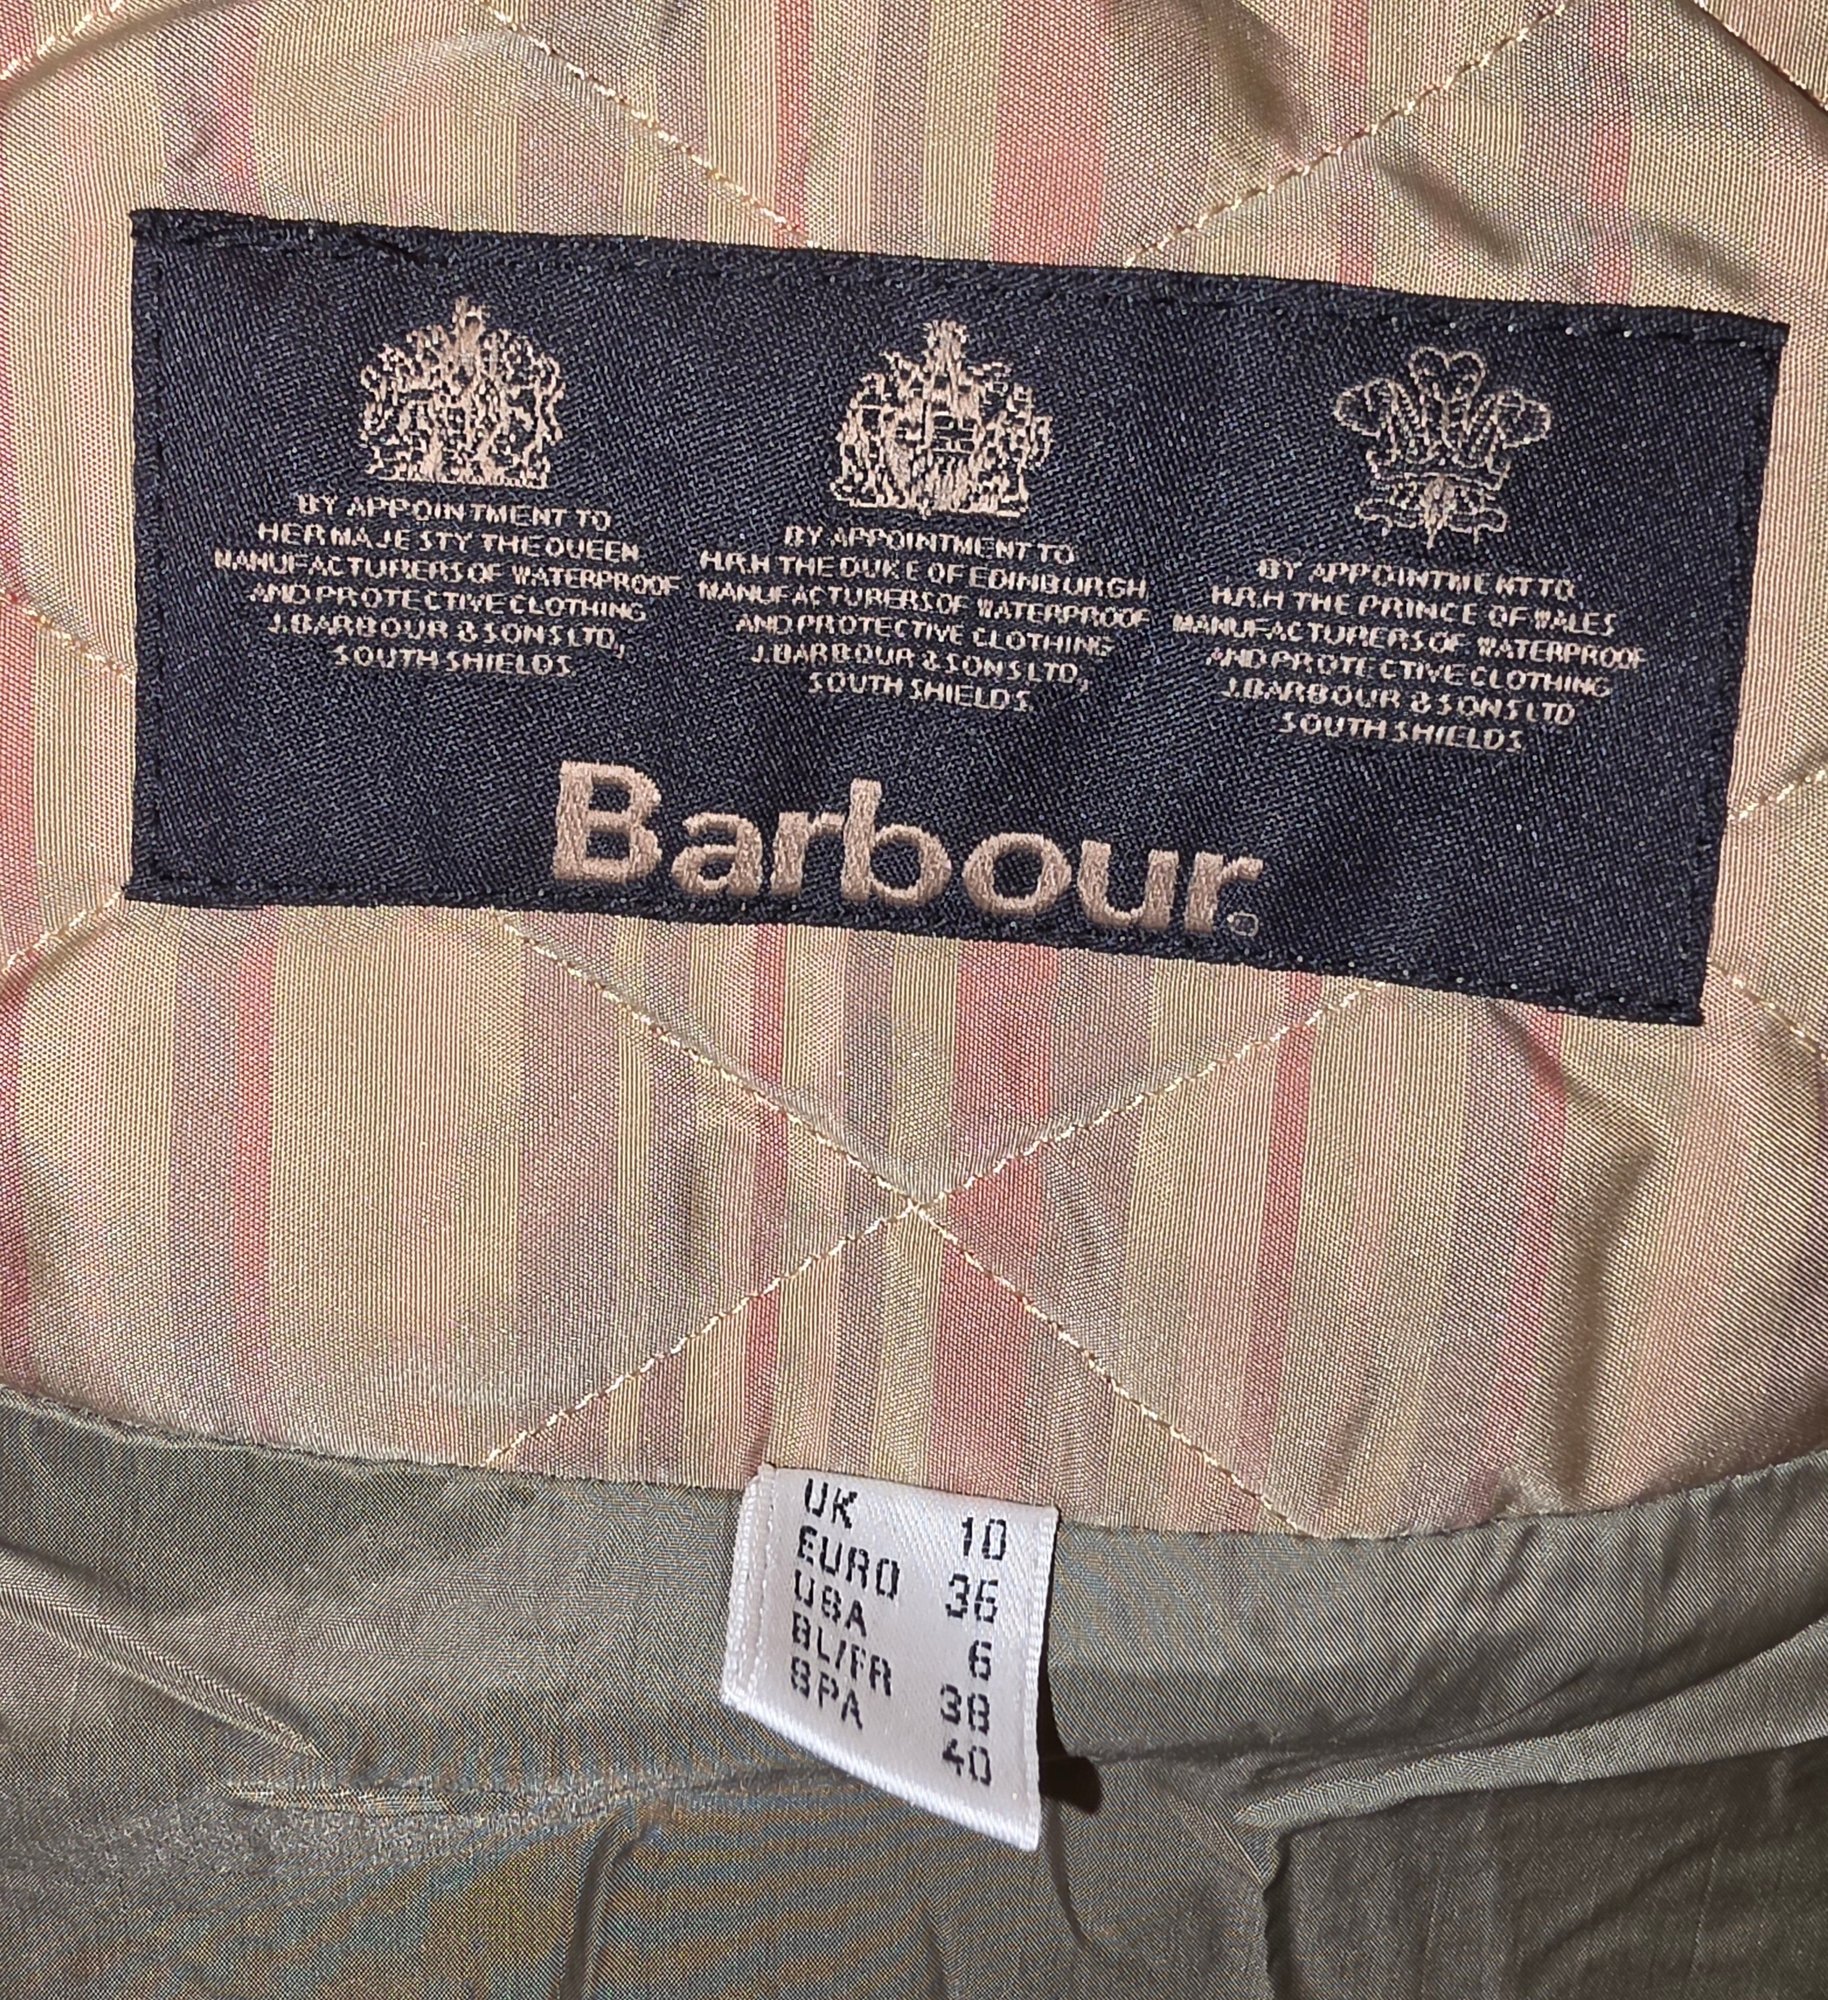 BY APPOINTMENT TO
HER MAJESTY THE QUEEN
MANUFACTURERS OF WATERPROOF
AND PROTECTIVE CLOTHING
J. BARBOUR & SONS LTD,
SOUTH SHIELDS.
BY APPOINTMENT TO
H.R.H THE DUKE OF EDINBURGH
MANUFACTURERS OF WATERPROOF
AND PROTECTIVE CLOTHING
J. BARBOUR & SONS LTD,
SOUTH SHIELDS.
BY APPOINTMENT TO
H.R.H THE PRINCE OF WALES
MANUFACTURERS OF WATERPROOF
AND PROTECTIVE CLOTHING
J. BARBOUR & SONS LTD
SOUTH SHIELDS.
Barbour®
UK 10
EURO 36
USA 6
BL/FR 38
SPA 40